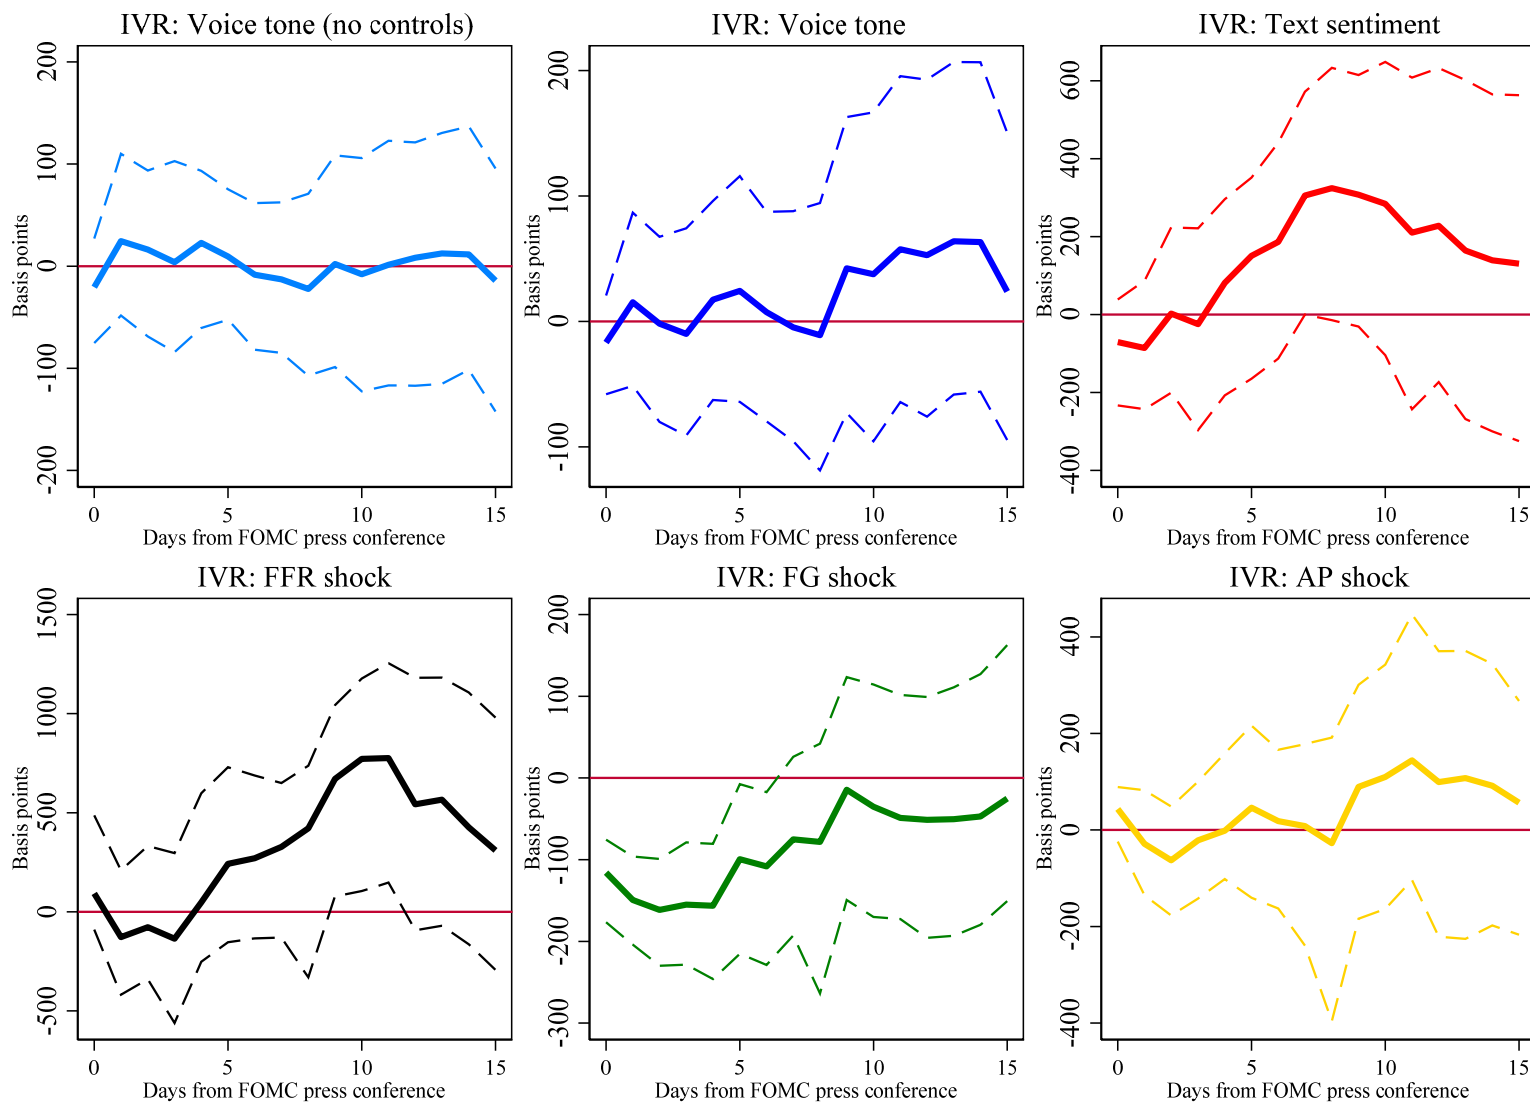 IVR: Voice tone (no controls)
Basis points
200
100
0
-100
-200
0 5 10 15
Days from FOMC press conference
IVR: Voice tone
Basis points
200
100
0
-100
0 5 10 15
Days from FOMC press conference
IVR: Text sentiment
Basis points
600
400
200
0
-200
-400
0 5 10 15
Days from FOMC press conference
IVR: FFR shock
Basis points
1500
1000
500
0
-500
0 5 10 15
Days from FOMC press conference
IVR: FG shock
Basis points
200
100
0
-100
-200
-300
0 5 10 15
Days from FOMC press conference
IVR: AP shock
Basis points
400
200
0
-200
-400
0 5 10 15
Days from FOMC press conference